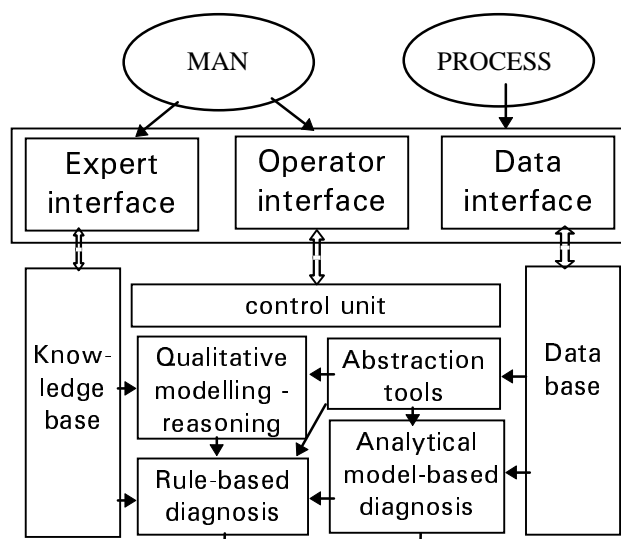 MAN
PROCESS
Expert
interface
Operator
interface
Data
interface
control unit
Know-
ledge
base
Qualitative
modelling -
reasoning
Abstraction
tools
Data
base
Rule-based
diagnosis
Analytical
model-based
diagnosis